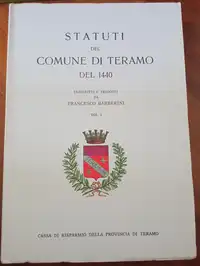 STATUTI
DEL
COMUNE DI TERAMO
DEL 1440
TRASCRITTI E TRADOTTI
DA
FRANCESCO BARBERINI
VOL. I
CASSA DI RISPARMIO DELLA PROVINCIA DI TERAMO